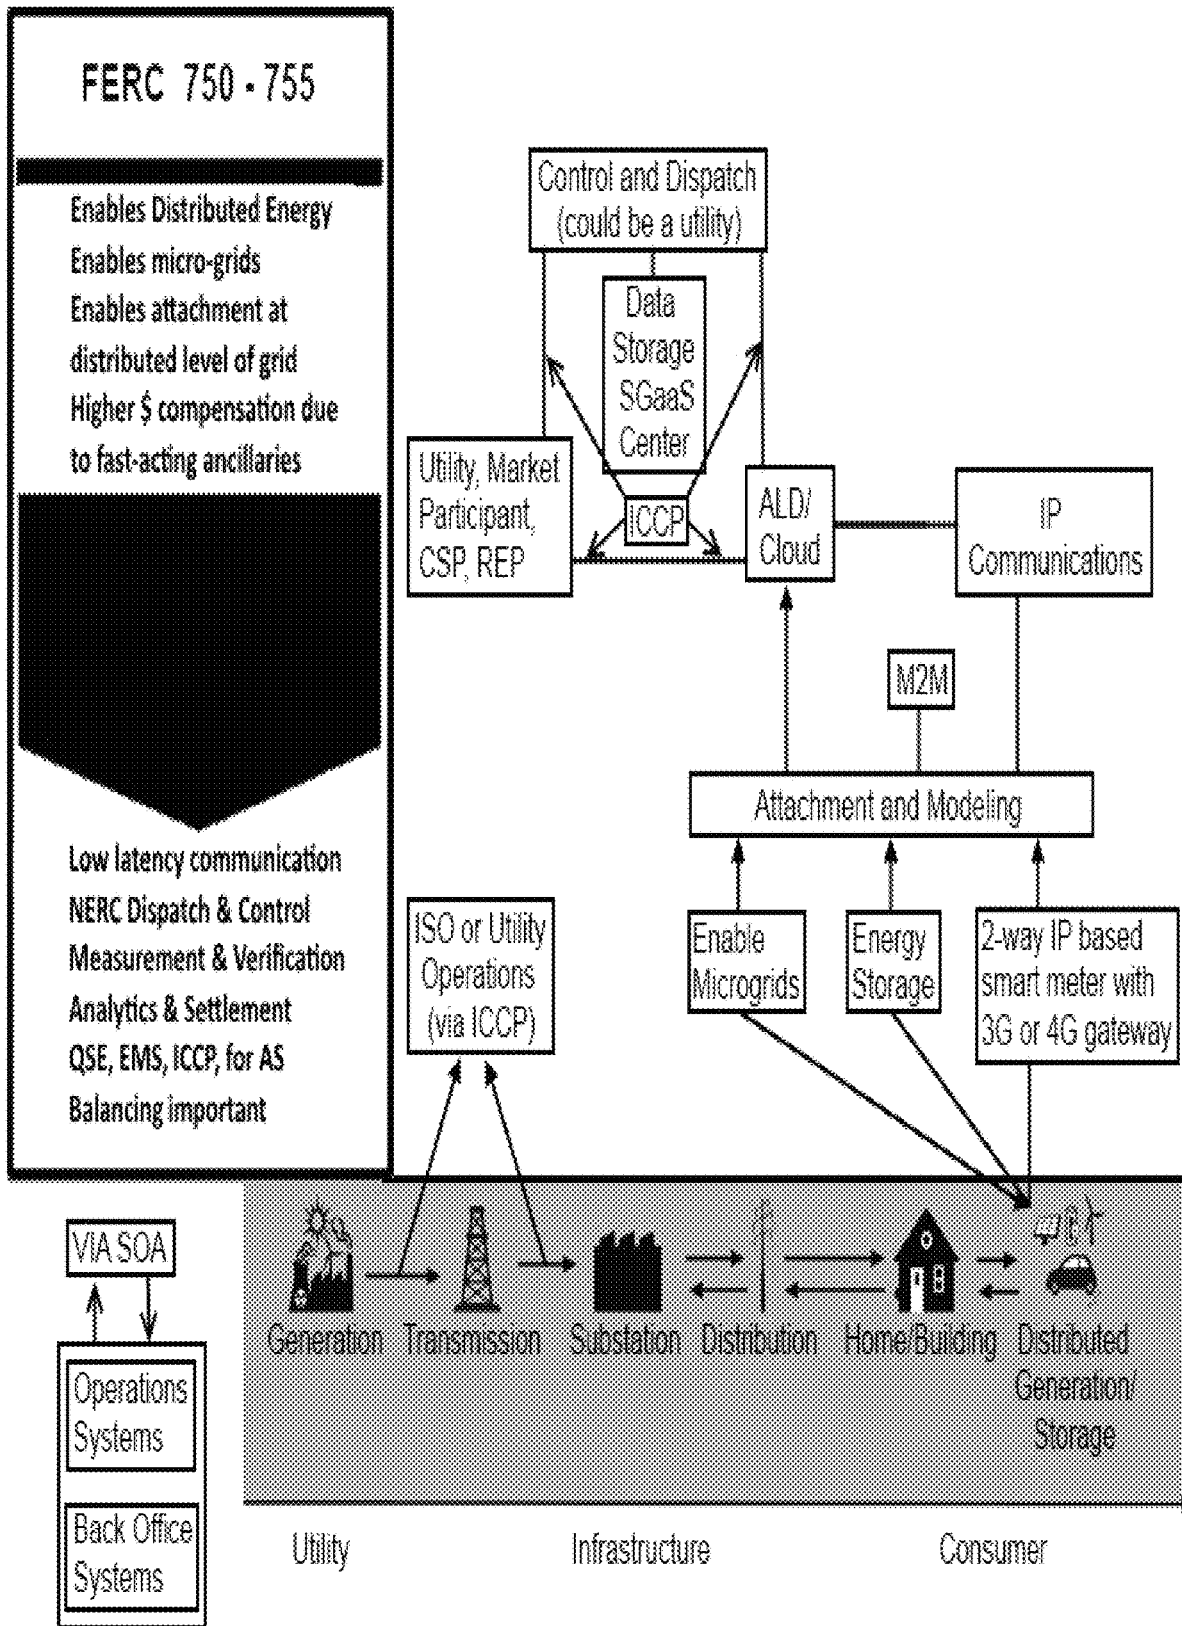 FERC 750 - 755
Enables Distributed Energy
Enables micro-grids
Enables attachment at
distributed level of grid
Higher $ compensation due
to fast-acting ancillaries
Low latency communication
NERC Dispatch & Control
Measurement & Verification
Analytics & Settlement
QSE, EMS, ICCP, for AS
Balancing important
Control and Dispatch
(could be a utility)
Data
Storage
SGaaS
Center
Utility, Market
Participant,
CSP, REP
ICCP
ALD/
Cloud
IP
Communications
M2M
Attachment and Modeling
ISO or Utility
Operations
(via ICCP)
Enable
Microgrids
Energy
Storage
2-way IP based
smart meter with
3G or 4G gateway
VIA SOA
Operations
Systems
Back Office
Systems
Generation
Transmission
Substation
Distribution
Home/Building
Distributed
Generation/
Storage
Utility
Infrastructure
Consumer